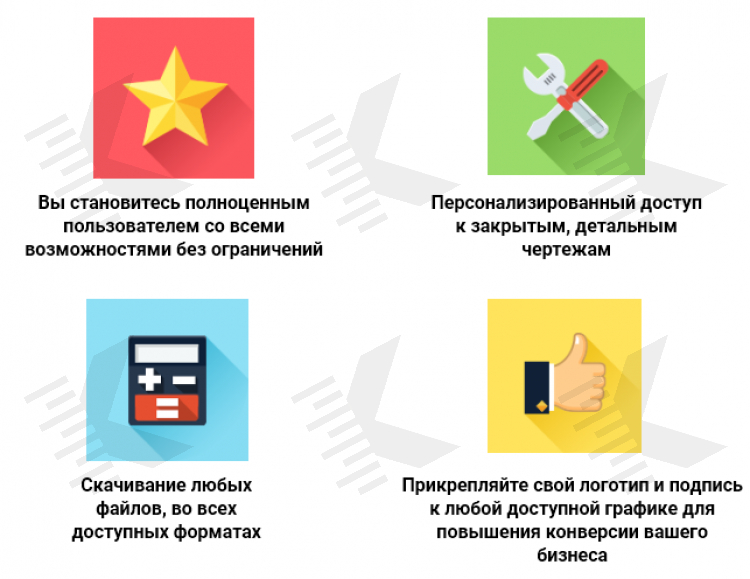 Вы становитесь полноценным
пользователем со всеми
возможностями без ограничений
Персонализированный доступ
к закрытым, детальным
чертежам
Скачивание любых
файлов, во всех
доступных форматах
Прикрепляйте свой логотип и подпись
к любой доступной графике для
повышения конверсии вашего
бизнеса